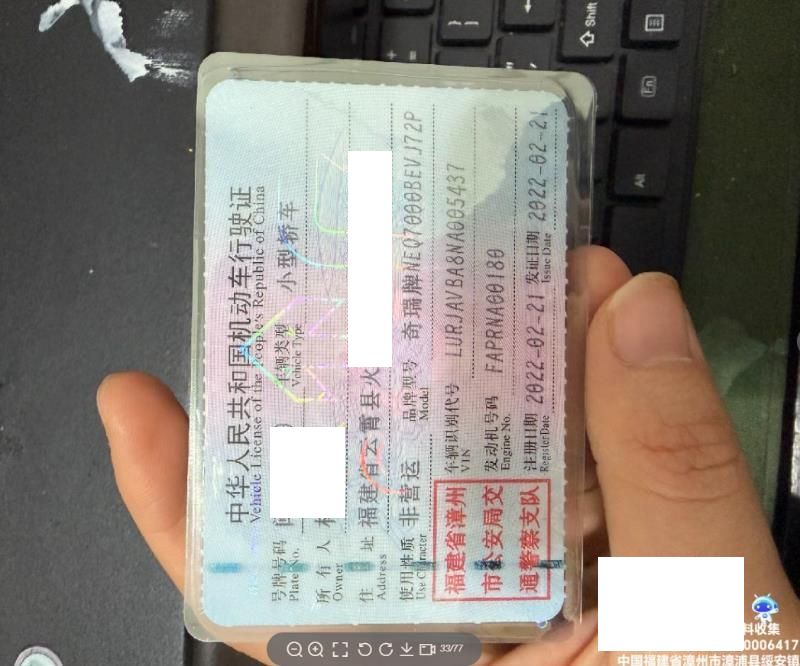 中华人民共和国机动车行驶证
Vehicle License of the People's Republic of China
号牌号码
Plate No.
车辆类型 小型轿车
Vehicle Type
所有人
Owner
住址 福建省云霄县火
Address
使用性质 非营运
Use Character
品牌型号 奇瑞牌NEQ7000BEVJ72P
Model
车辆识别代号 LURJAVBA8NA005437
VIN
发动机号码 FAPRNA00180
Engine No.
注册日期 2022-02-21
Register Date
发证日期 2022-02-21
Issue Date
福建省漳州
市公安局交
通警察支队
Shift
Fn
Alt
33/77
料收集
0006417
中国福建省漳州市漳浦县绥安镇